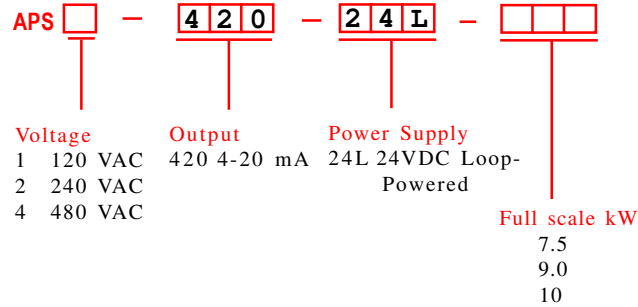 APS – 420 – 24L –
Voltage
1 120 VAC
2 240 VAC
4 480 VAC
Output
420 4-20 mA
Power Supply
24L 24VDC Loop-
Powered
Full scale kW
7.5
9.0
10